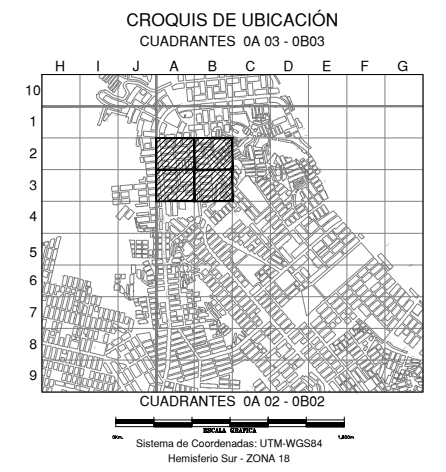 CROQUIS DE UBICACIÓN
CUADRANTES 0A 03 - 0B03
H I J A B C D E F G
10
1
2
3
4
5
6
7
8
9
CUADRANTES 0A 02 - 0B02
ESCALA GRAFICA
0Km.
Sistema de Coordenadas: UTM-WGS84
Hemisferio Sur - ZONA 18